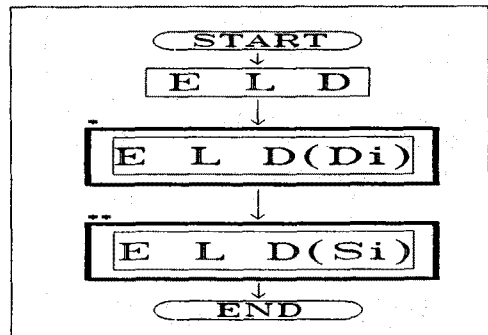 START
E L D
*
E L D(Di)
**
E L D(Si)
END